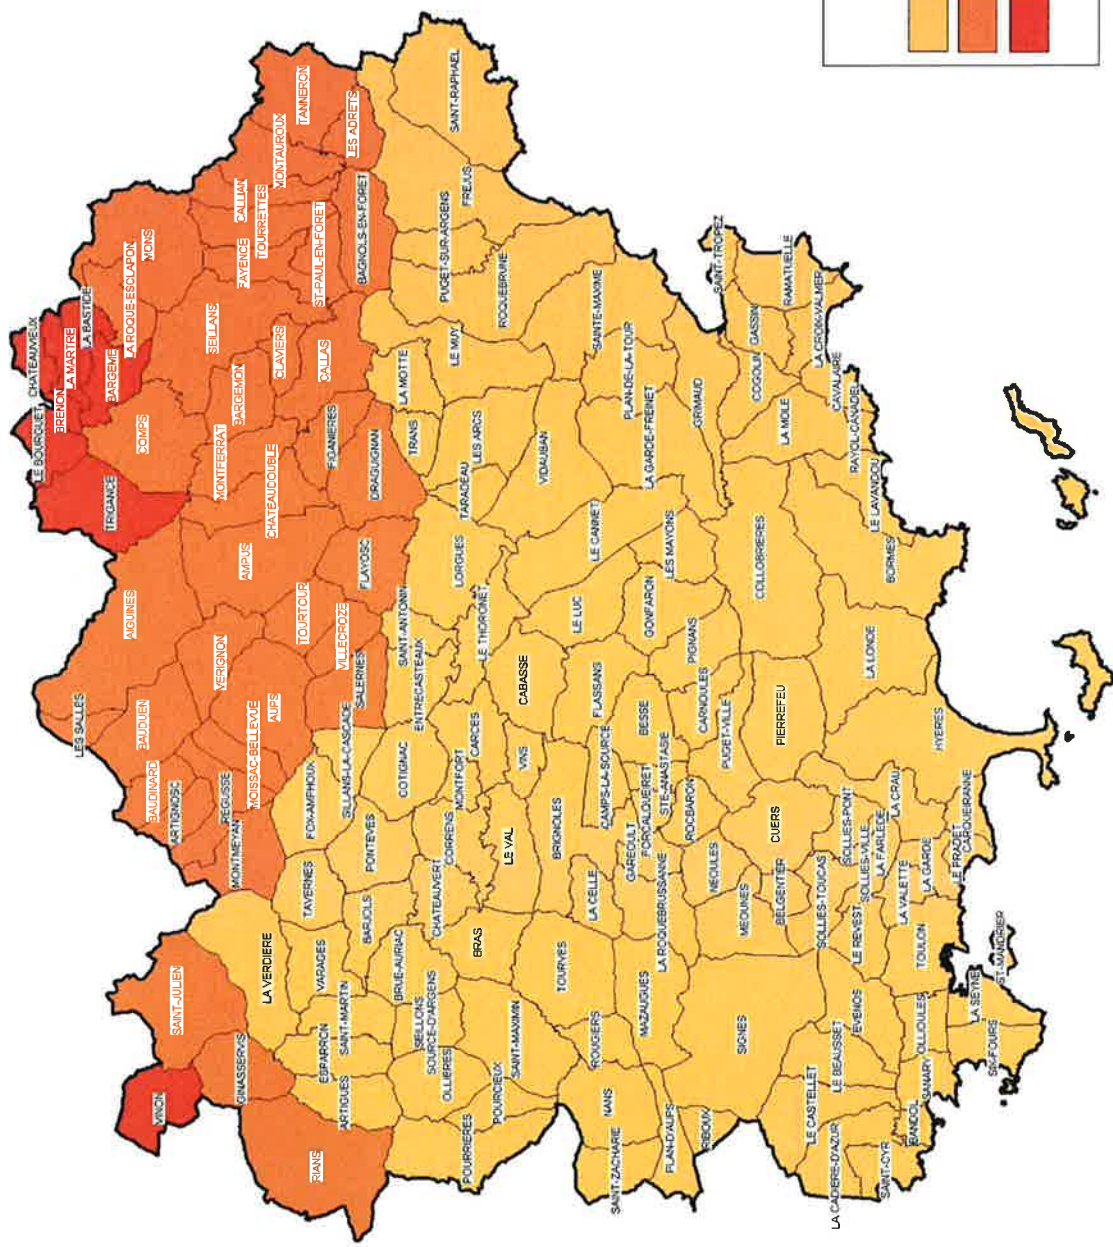 VINON
SAINT-JULIEN
GINASSERVIS
RIANS
LA VERDIERE
ARTIGUES
ESPARRON
SAINT-MARTIN
VARAGES
TAVERNES
FOX-AMPHOUX
MONTMEYAN
REGUSSE
ARTIGNOSC
BAUDINARD
BAUDUEN
LES SALLES
MOISSAC-BELLEVUE
AUPS
VERIGNON
AIGUINES
TOURTOUR
VILLECROZE
SALERNES
SILLANS-LA-CASCADE
AMPUS
FLAYOSC
TRIGANCE
LE BOURGUET
BRENON
CHATEAUVIEUX
LA MARTRE
LA BASTIDE
BARGEME
COMPS
LA ROQUE-ESCLAPON
MONS
MONTFERRAT
CHATEAUDOUBLE
BARGEMON
SEILLANS
CLAVIERS
CALLAS
FIGANIERES
DRAGUIGNAN
FAYENCE
TOURRETTES
CALLIAN
MONTAUROUX
TANNERON
LES ADRETS
ST-PAUL-EN-FORET
BAGNOLS-EN-FORET
SAINT-RAPHAEL
FREJUS
PUGET-SUR-ARGENS
ROQUEBRUNE
LE MUY
LA MOTTE
TRANS
LES ARCS
TARADEAU
VIDAUBAN
LORGUES
SAINT-ANTONIN
ENTRECASTEAUX
LE THORONET
COTIGNAC
CARCES
MONTFORT
CORRENS
PONTEVES
BARJOLS
CHATEAUVERT
BRUE-AURIAC
SEILLONS
SOURCE-D'ARGENS
OLLIERES
POURRIERES
POURCIEUX
SAINT-MAXIMIN
BRAS
LE VAL
VINS
CABASSE
BRIGNOLES
TOURVES
LA CELLE
CAMPS-LA-SOURCE
FLASSANS
LE LUC
LE CANNET
LES MAYONS
GONFARON
BESSE
STE-ANASTASIE
FORCALQUEIRET
GAREOULT
ROCBARON
LA ROQUEBRUSSANNE
NEOULES
MAZAUGUES
ROUGIERS
NANS
SAINT-ZACHARIE
PLAN-D'AUPS
RIBOUX
SIGNES
MEOUNES
BELGENTIER
CUERS
PUGET-VILLE
CARNOULES
PIGNANS
PIERREFEU
COLLOBRIERES
LA GARDE-FREINET
PLAN-DE-LA-TOUR
SAINTE-MAXIME
GRIMAUD
COGOLIN
GASSIN
SAINT-TROPEZ
RAMATUELLE
LA CROIX-VALMER
CAVALAIRE
LA MOLE
RAYOL-CANADEL
LE LAVANDOU
BORMES
LA LONDE
HYERES
SOLLIES-PONT
SOLLIES-VILLE
SOLLIES-TOUCAS
LA FARLEDE
LA CRAU
LA VALETTE
LA GARDE
LE PRADET
CARQUEIRANNE
LE REVEST
TOULON
EVENOS
LE BEAUSSET
LE CASTELLET
LA CADIERE-D'AZUR
SAINT-CYR
BANDOL
SANARY
OLLIOULES
LA SEYNE
SIX-FOURS
ST-MANDRIER